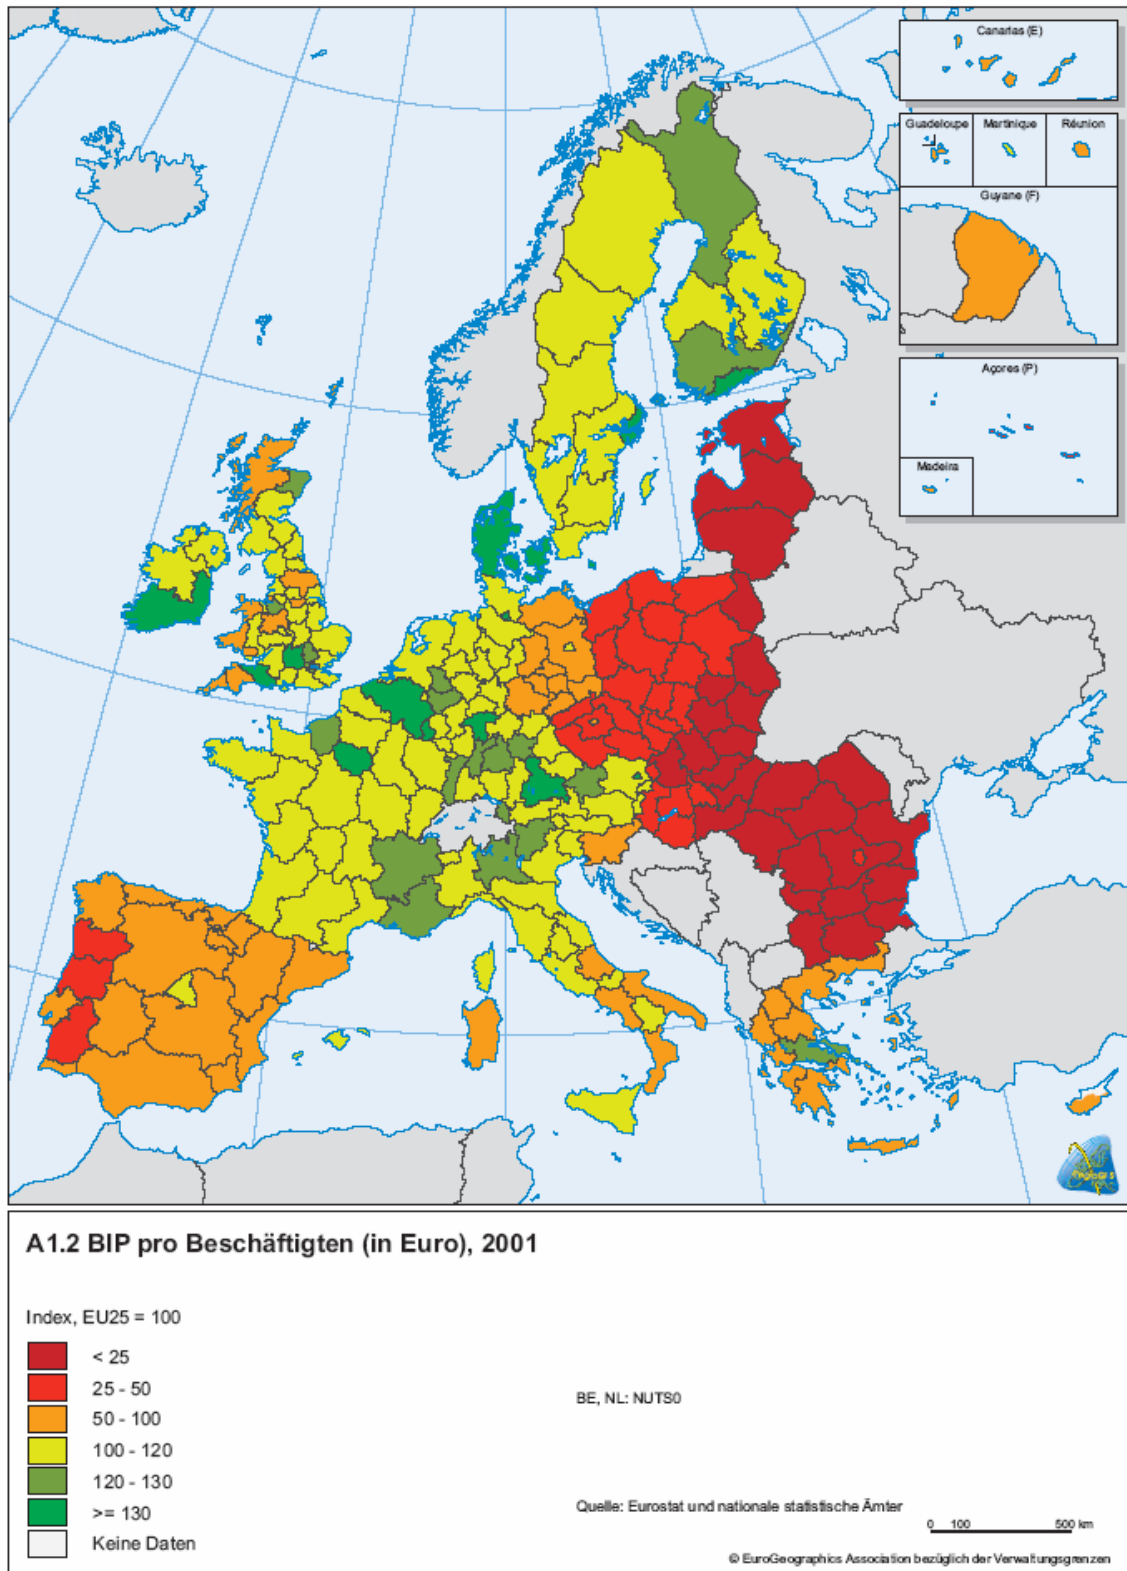 Canarias (E)
Guadeloupe
Martinique
Réunion
Guyane (F)
Açores (P)
Madeira
A1.2 BIP pro Beschäftigten (in Euro), 2001
Index, EU25 = 100
< 25
25 - 50
50 - 100
100 - 120
120 - 130
>= 130
Keine Daten
BE, NL: NUTS0
Quelle: Eurostat und nationale statistische Ämter
0 100 500 km
© EuroGeographics Association bezüglich der Verwaltungsgrenzen